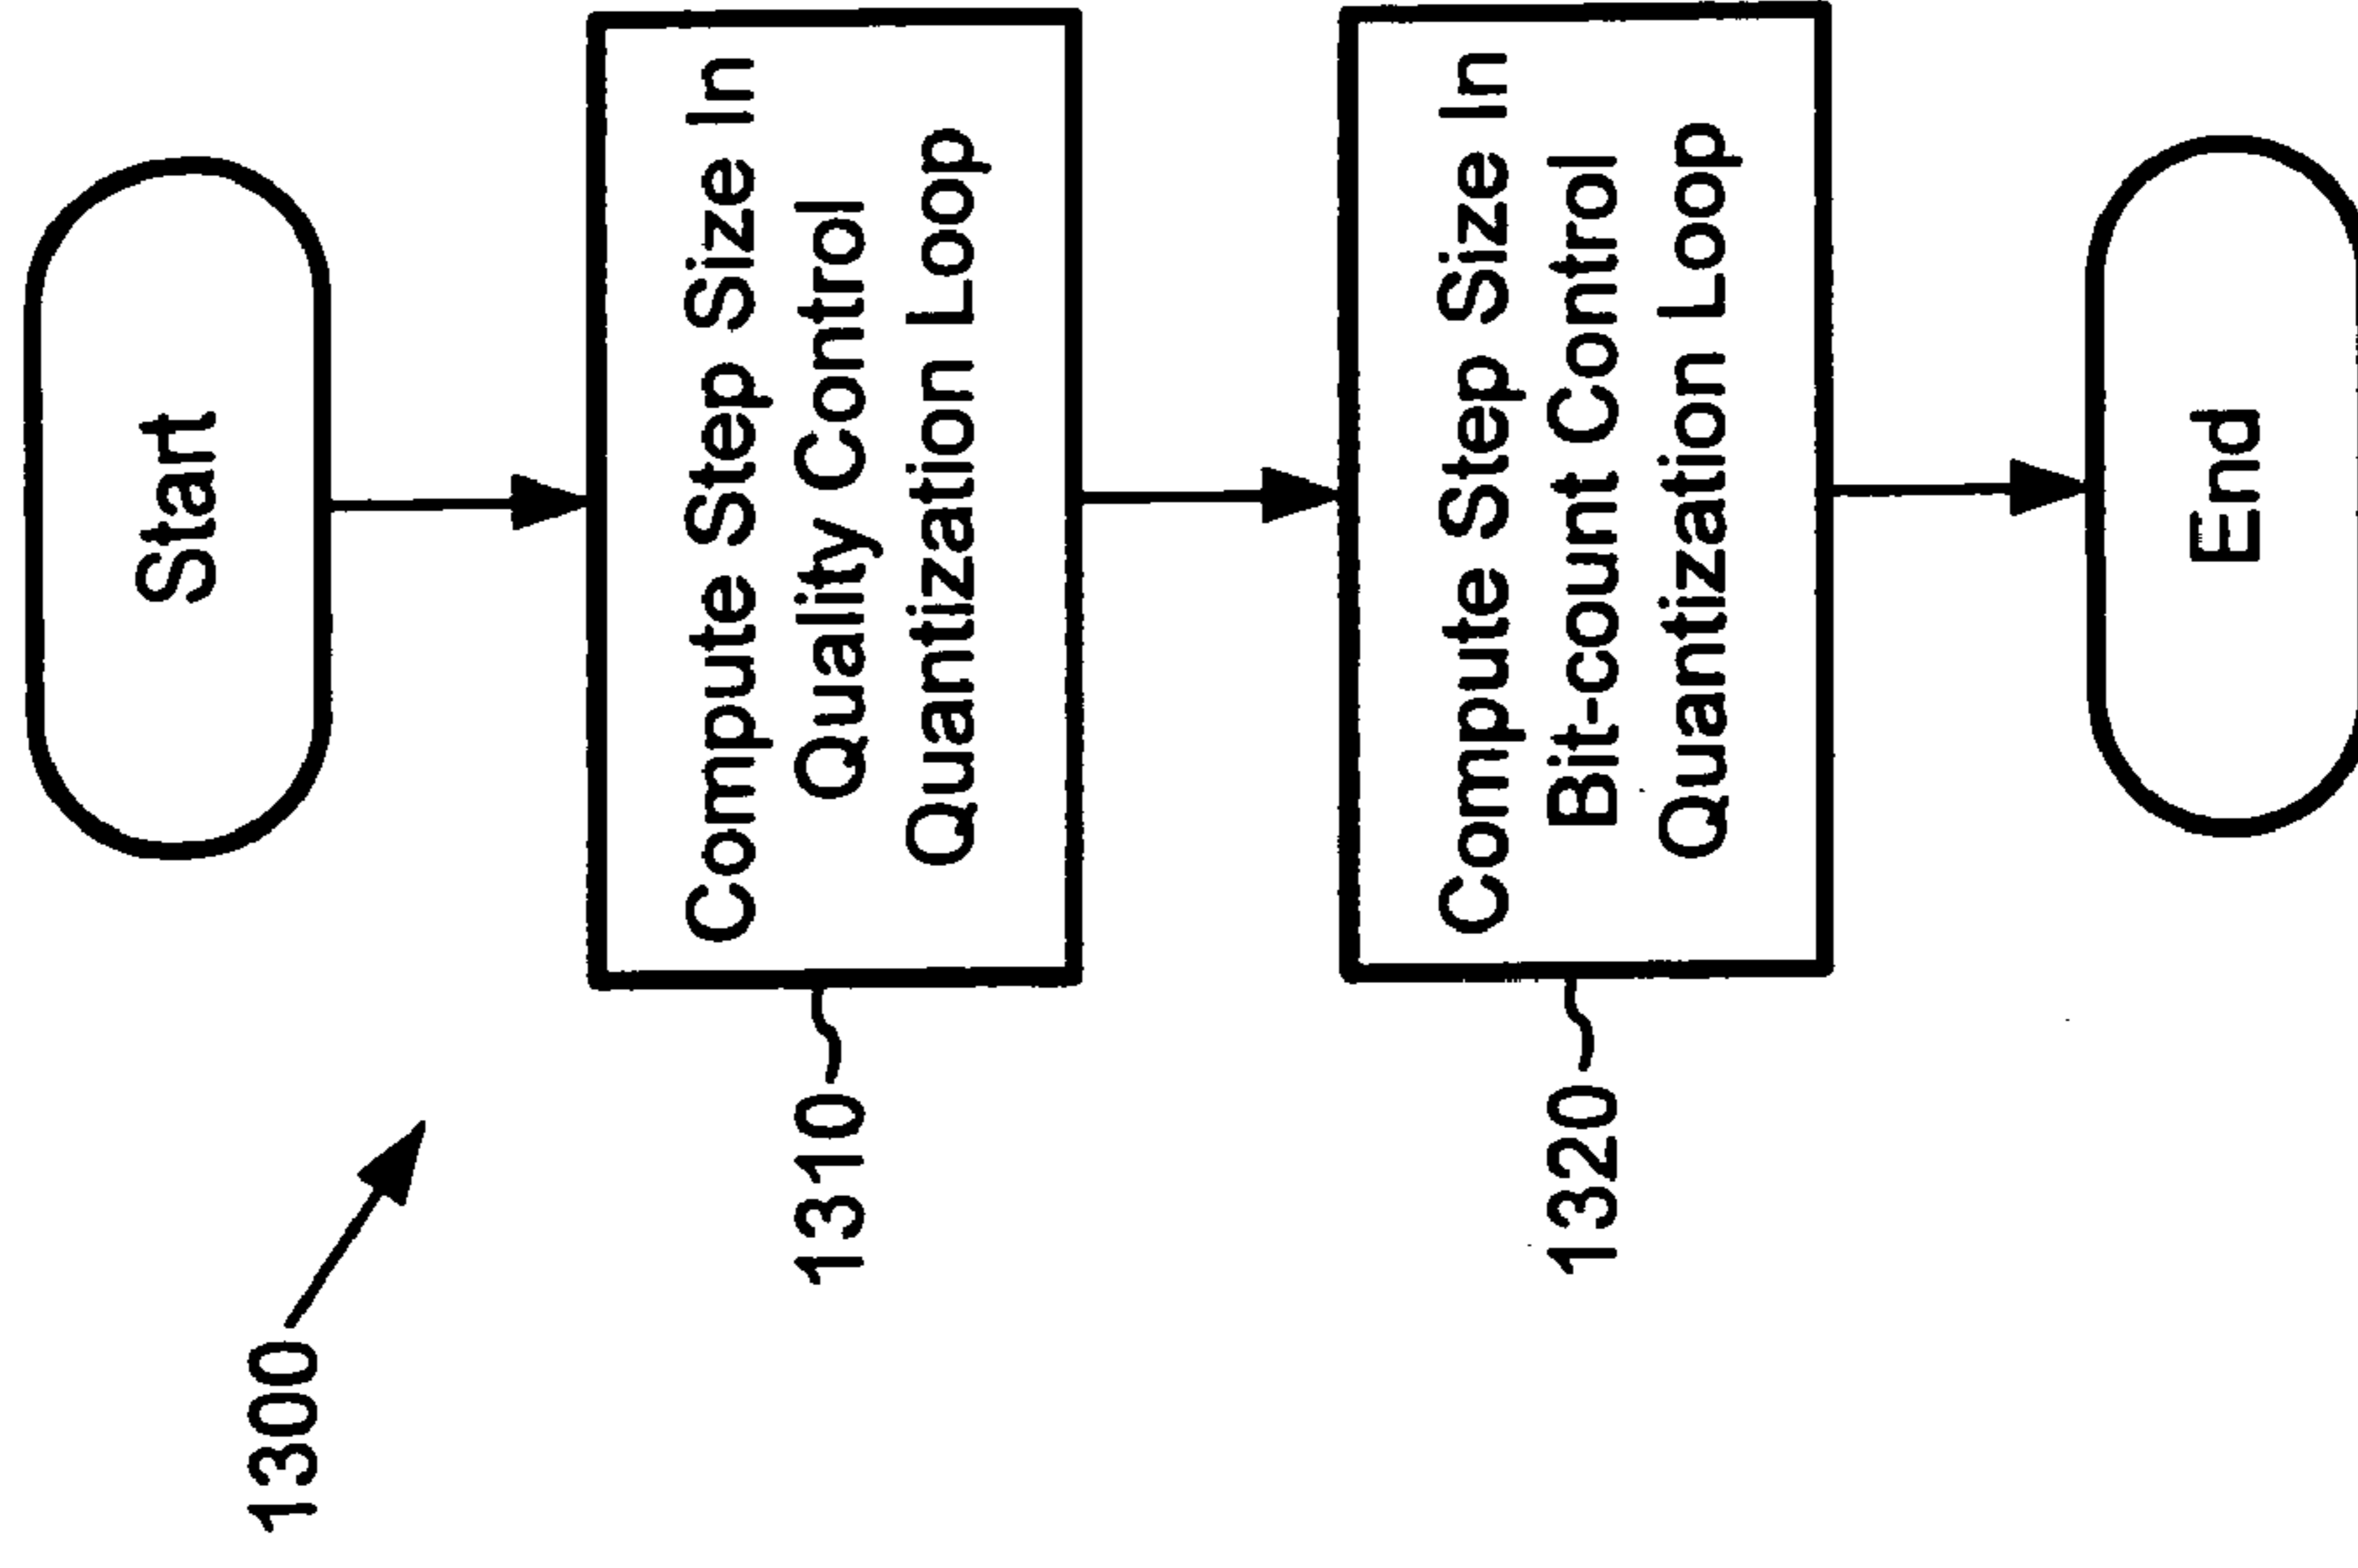 1300
Start
1310
Compute Step Size In
Quality Control
Quantization Loop
1320
Compute Step Size In
Bit-count Control
Quantization Loop
End